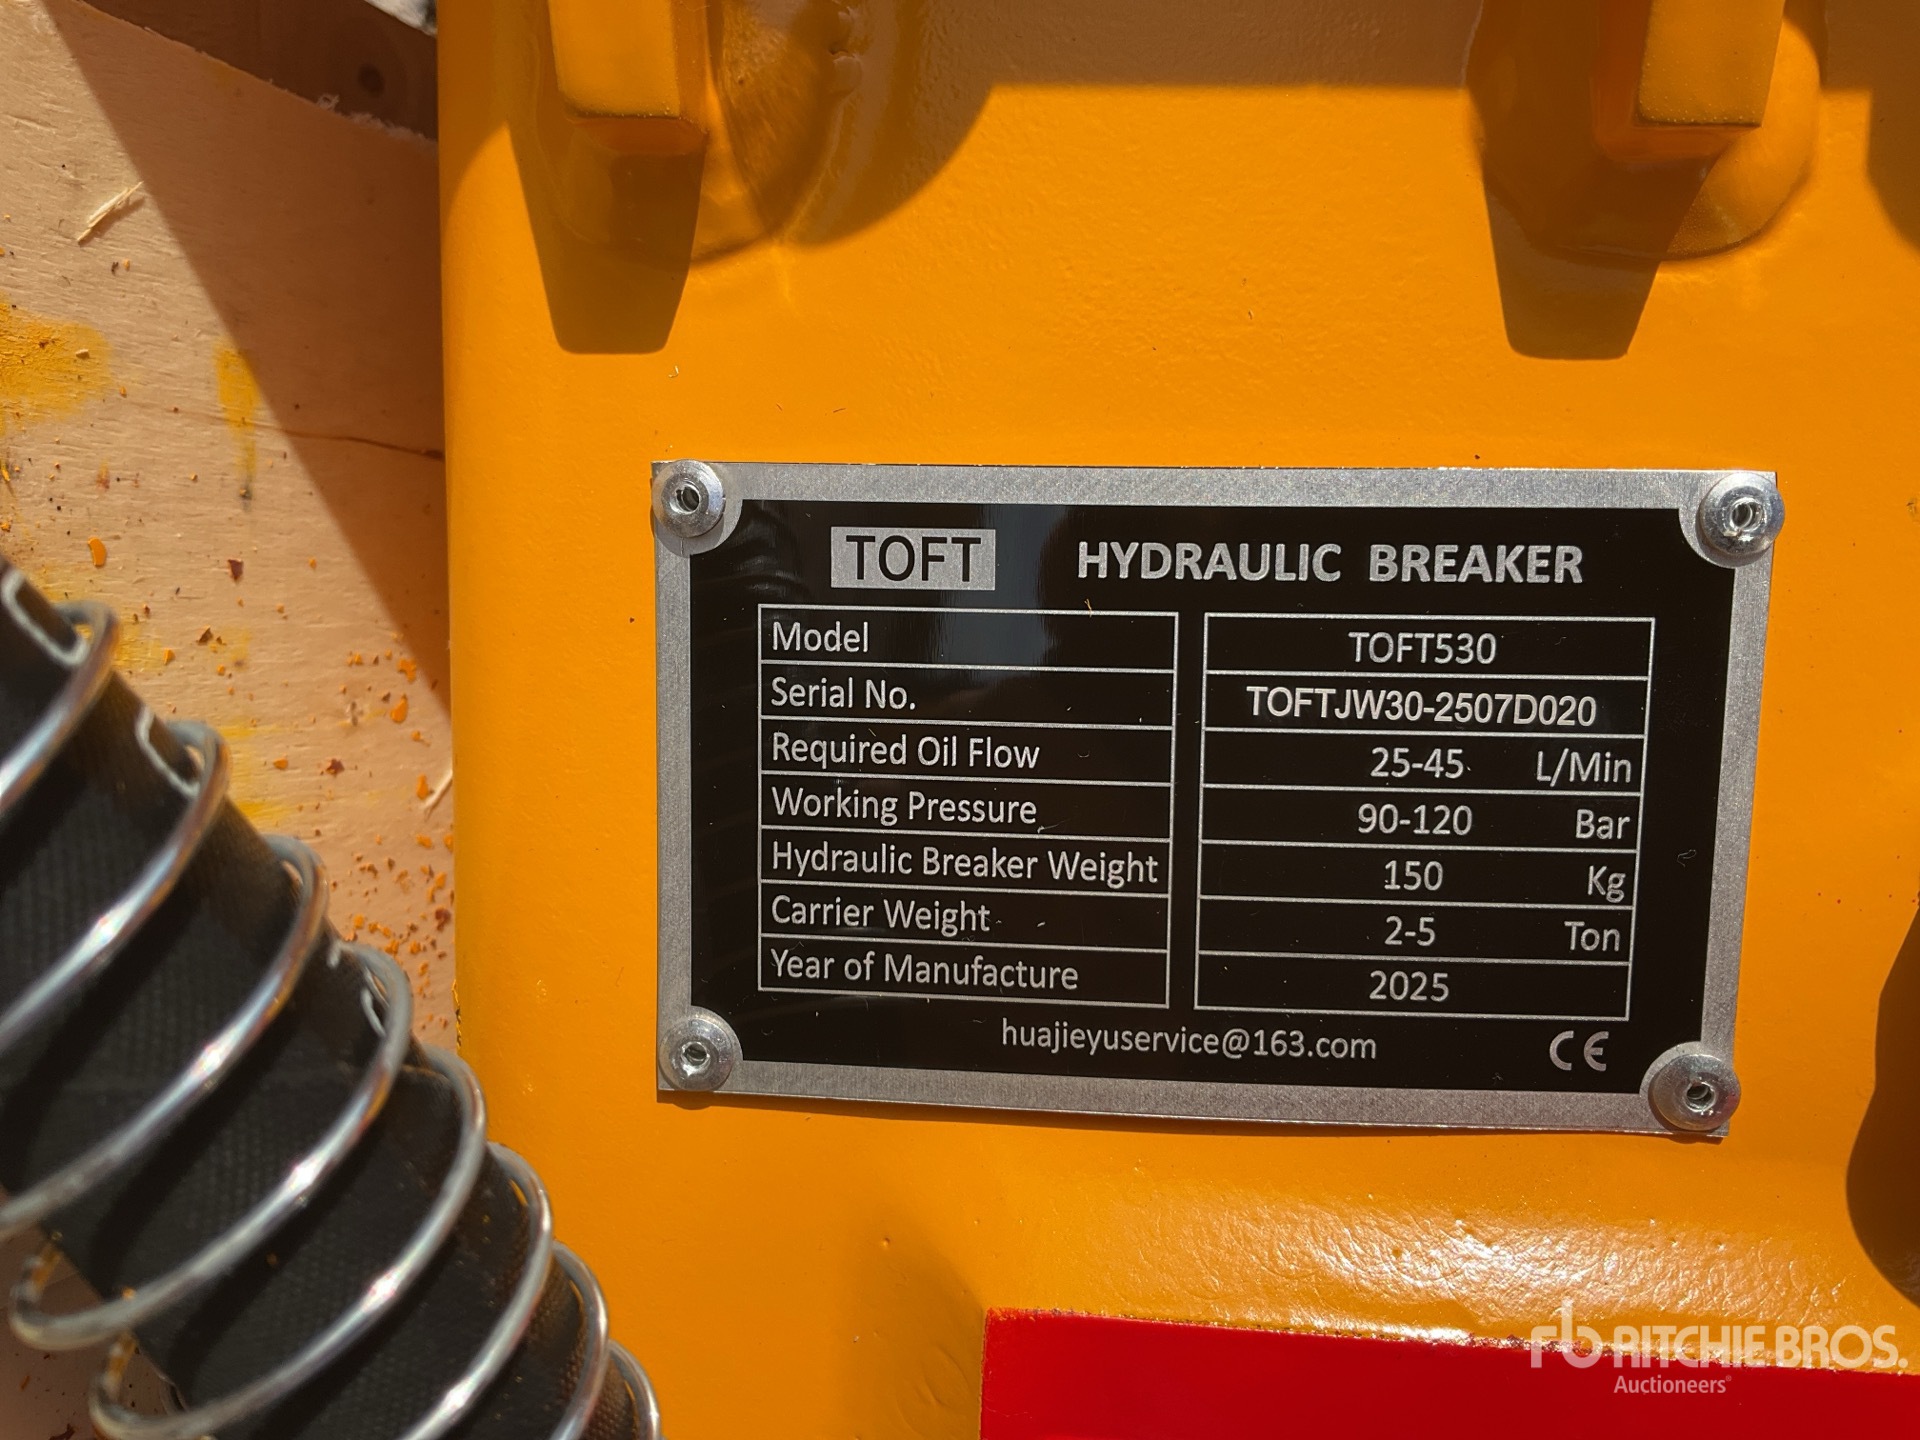 TOFT HYDRAULIC BREAKER
Model TOFT530
Serial No. TOFTJW30-2507D020
Required Oil Flow 25-45 L/Min
Working Pressure 90-120 Bar
Hydraulic Breaker Weight 150 Kg
Carrier Weight 2-5 Ton
Year of Manufacture 2025
huajieyuservice@163.com CE
rb RITCHIE BROS.
Auctioneers